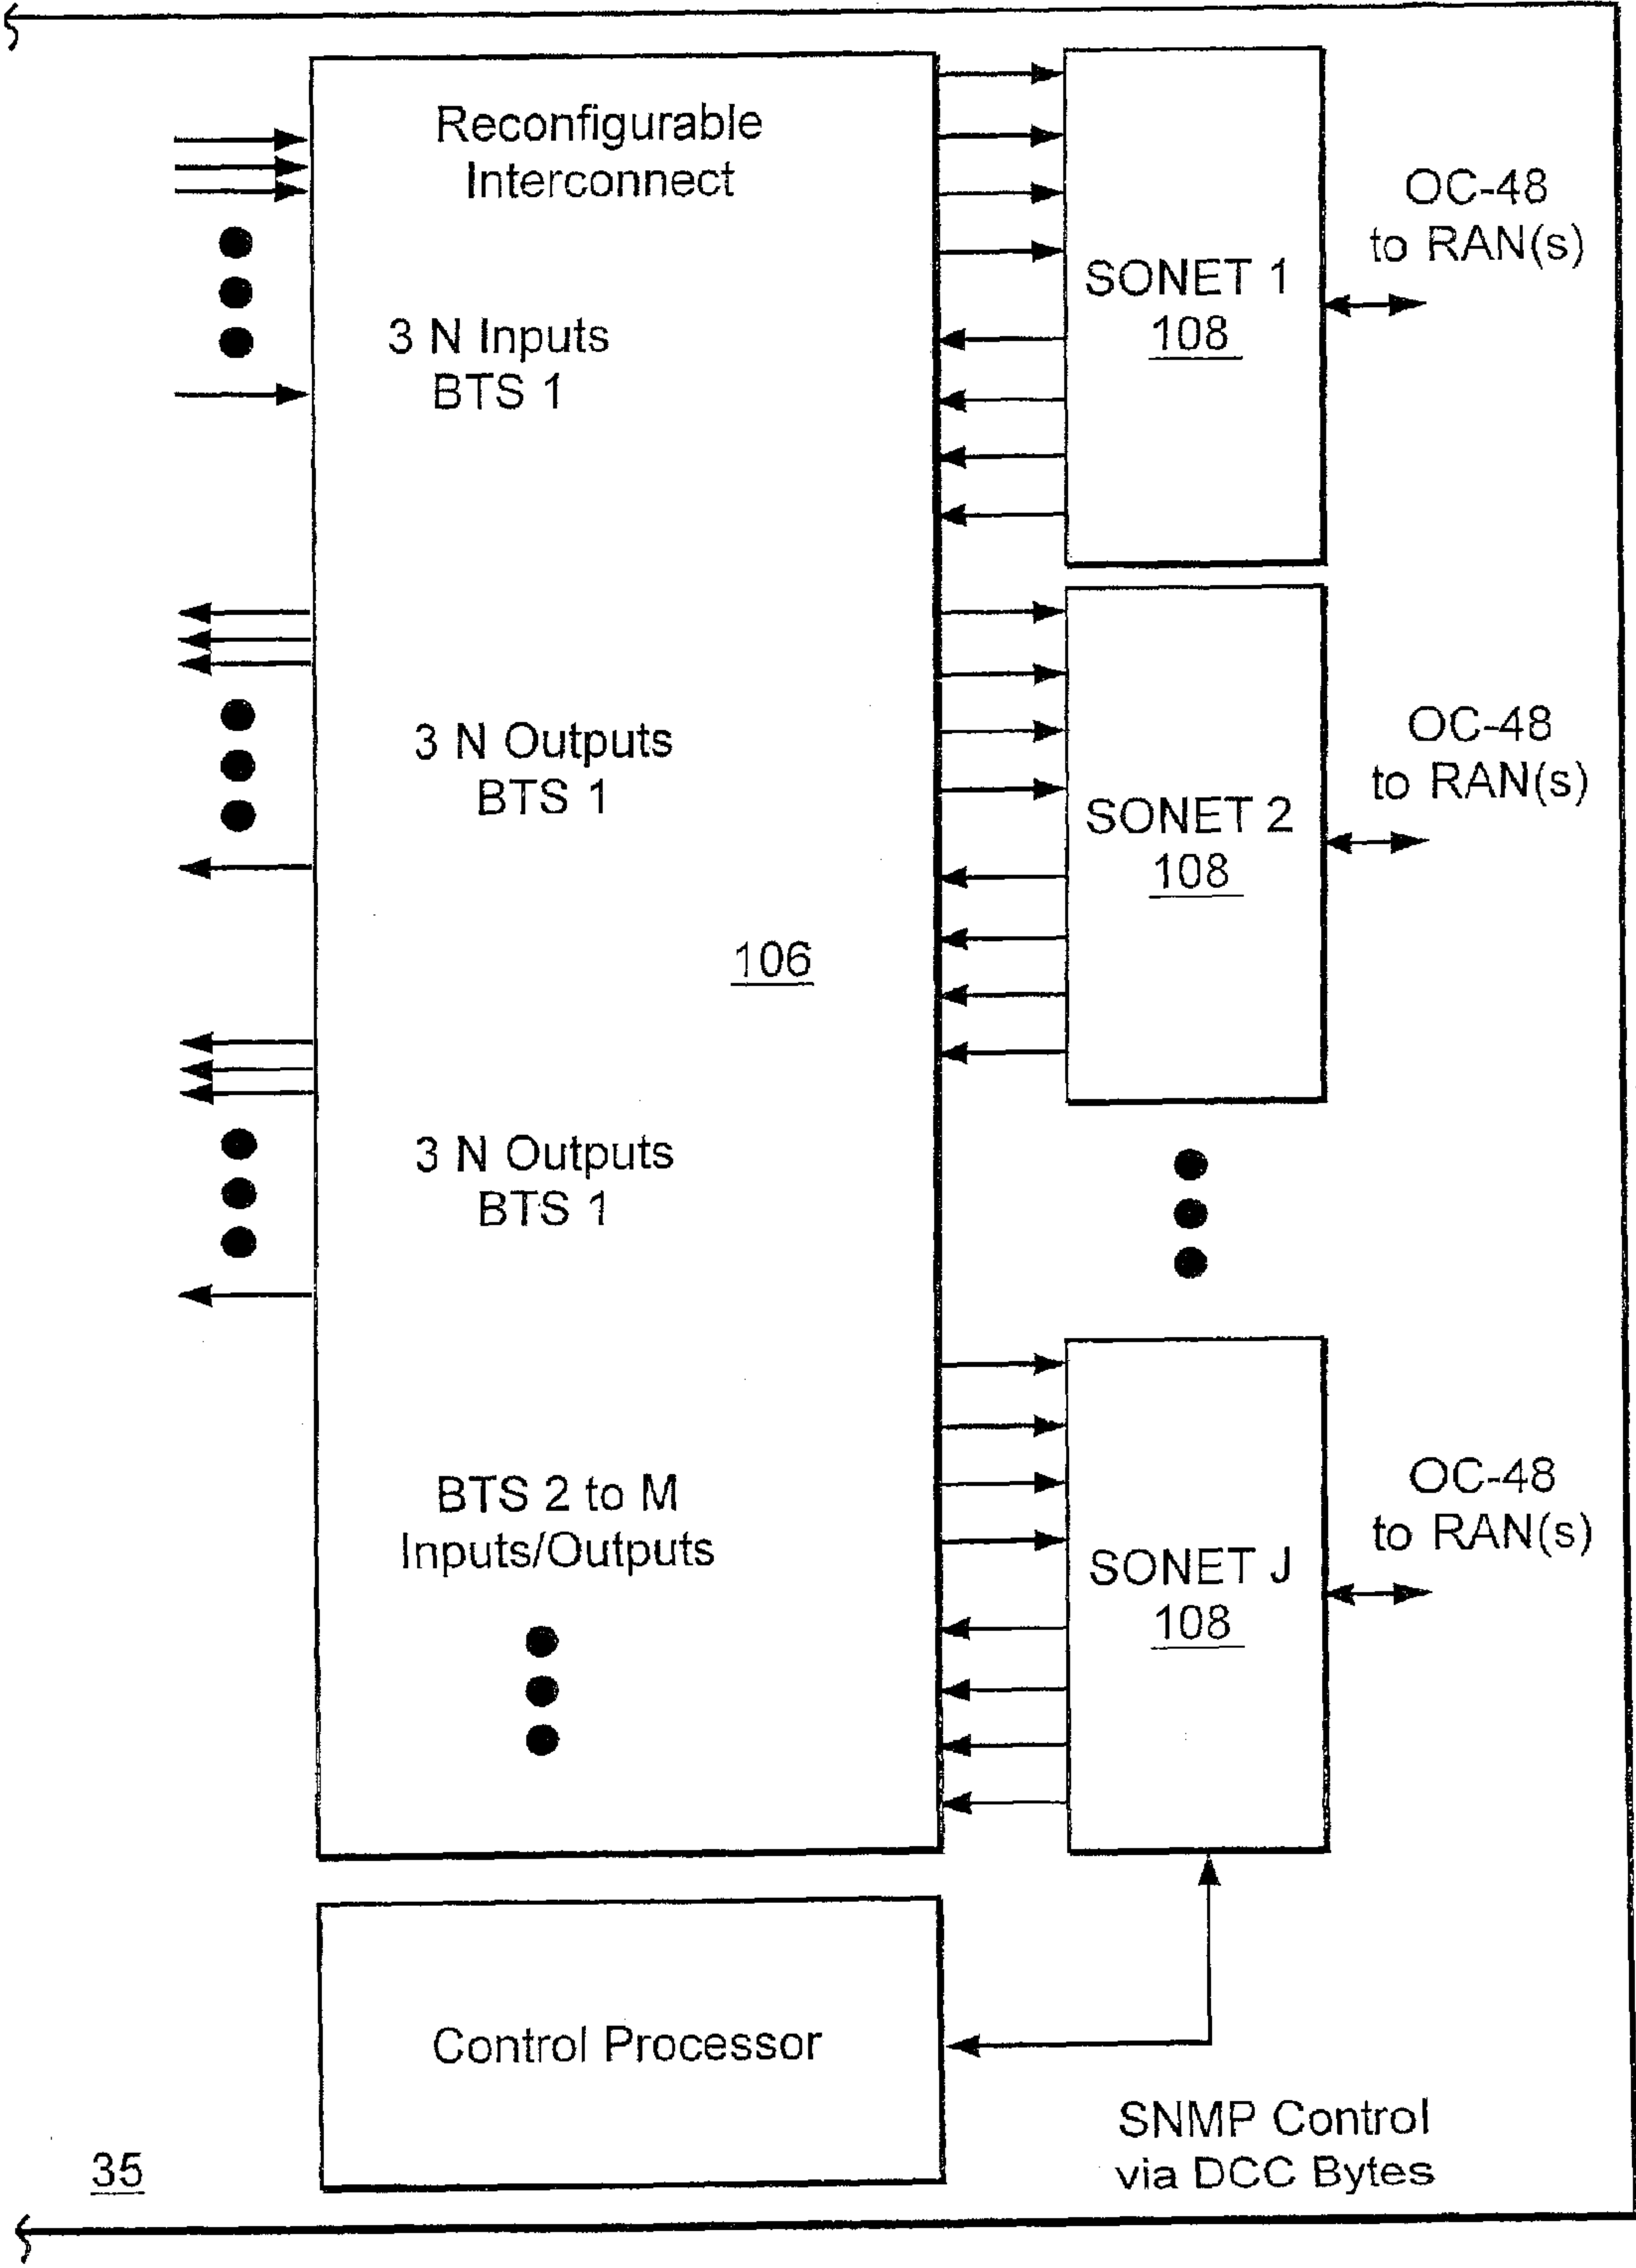 Reconfigurable
Interconnect
3 N Inputs
BTS 1
3 N Outputs
BTS 1
106
3 N Outputs
BTS 1
BTS 2 to M
Inputs/Outputs
SONET 1
108
OC-48
to RAN(s)
SONET 2
108
OC-48
to RAN(s)
SONET J
108
OC-48
to RAN(s)
Control Processor
SNMP Control
via DCC Bytes
35